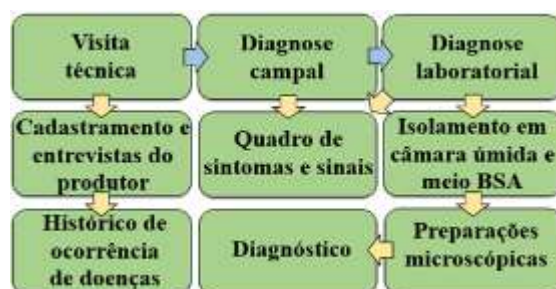 Visita
técnica
Diagnose
campal
Diagnose
laboratorial
Cadastramento e
entrevistas do
produtor
Quadro de
sintomas e sinais
Isolamento em
câmara úmida e
meio BSA
Histórico de
ocorrência
de doenças
Diagnóstico
Preparações
microscópicas